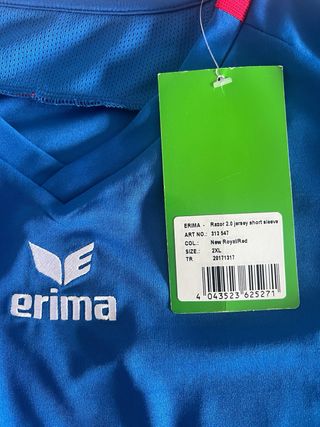 erima
ERIMA - Razor 2.0 jersey short sleeve
ART NO.: 313 547
COL.: New Royal/Red
SIZE.: 2XL
TR 20171317
4 043523 625271